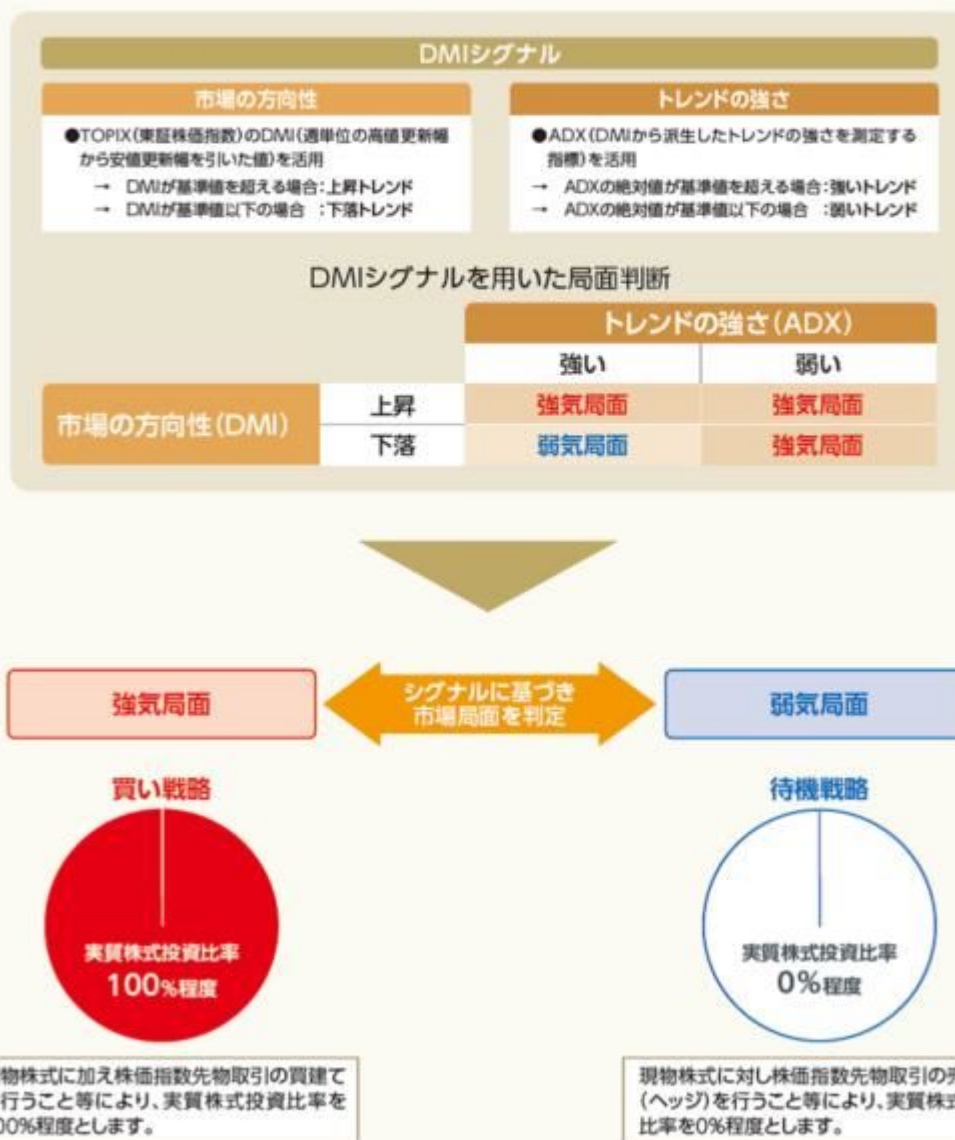 DMIシグナル
市場の方向性
●TOPIX(東証株価指数)のDMI(週単位の高値更新幅
から安値更新幅を引いた値)を活用
→ DMIが基準値を超える場合:上昇トレンド
→ DMIが基準値以下の場合 :下落トレンド
トレンドの強さ
●ADX(DMIから派生したトレンドの強さを測定する
指標)を活用
→ ADXの絶対値が基準値を超える場合:強いトレンド
→ ADXの絶対値が基準値以下の場合 :弱いトレンド
DMIシグナルを用いた局面判断
トレンドの強さ(ADX)
強い 弱い
市場の方向性(DMI)
上昇 強気局面 強気局面
下落 弱気局面 強気局面
強気局面
シグナルに基づき
市場局面を判定
弱気局面
買い戦略
実質株式投資比率
100%程度
待機戦略
実質株式投資比率
0%程度
物株式に加え株価指数先物取引の買建て
行うこと等により、実質株式投資比率を
00%程度とします。
現物株式に対し株価指数先物取引の
(ヘッジ)を行うこと等により、実質株
比率を0%程度とします。